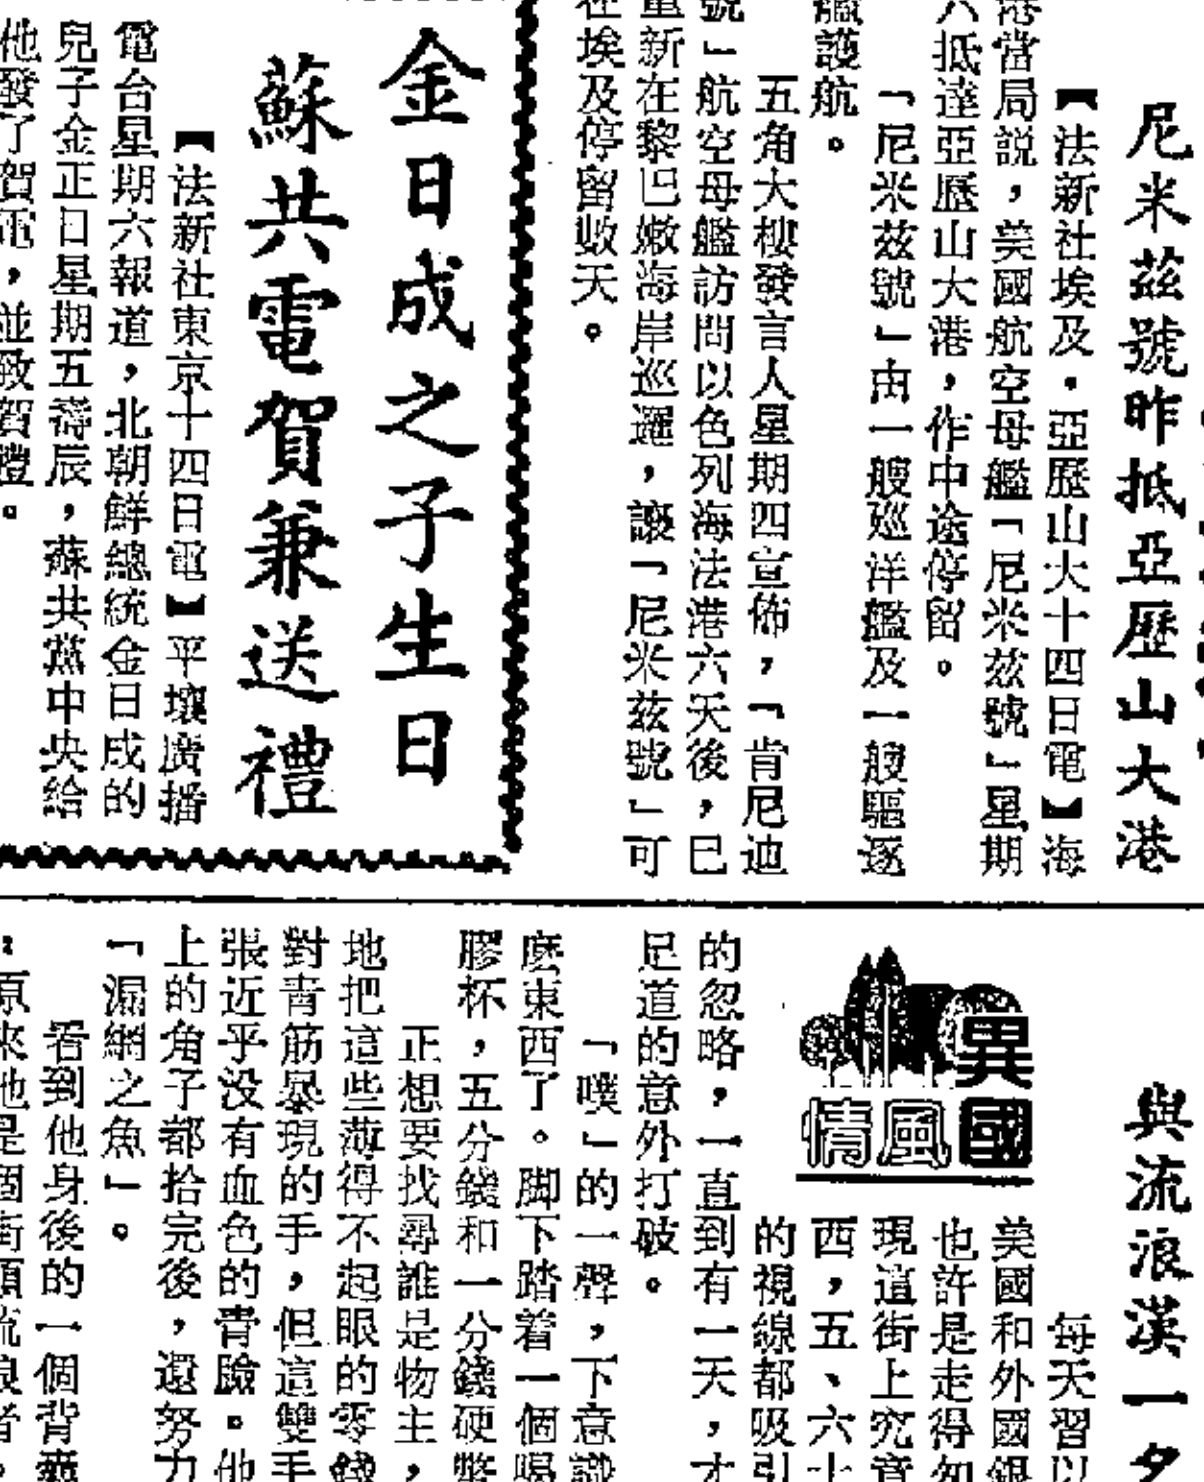 尼米茲號昨抵亞歷山大港
【法新社埃及·亞歷山大十四日電】海
港當局説，美國航空母艦「尼米玆號」星期
六抵達亞歷山大港，作中途停留。
「尼米玆號」由一艘巡洋艦及一艘驅逐
艦護航。
五角大樓發言人星期四宣佈，「肯尼迪
號」航空母艦訪問以色列海法港六天後，已
重新在黎巴嫩海岸巡邏，讓「尼米玆號」可
在埃及停留數天。
金日成之子生日
蘇共電賀兼送禮
【法新社東京十四日電】平壤廣播
電台星期六報道，北朝鮮總統金日成的
兒子金正日星期五壽辰，蘇共黨中央給
他發了賀電，並致賀禮。
與流浪漢一夕
異國風情
每天習以
美國和外國銀
也許是走得匆
現這街上究竟
西，五、六十
的視線都吸引
的忽略，一直到有一天，才
足道的意外打破。
「噗」的一聲，下意識
麽東西了。脚下踏着一個喝
膠杯，五分錢和一分錢硬幣
正想要找尋誰是物主，
地把這些薄得不起眼的零錢
對青筋暴現的手，但這雙手
張近乎没有血色的青臉。他
上的角子都拾完後，還努力
「漏網之魚」。
看到他身後的一個背囊
：原來他是個街頭流浪者。